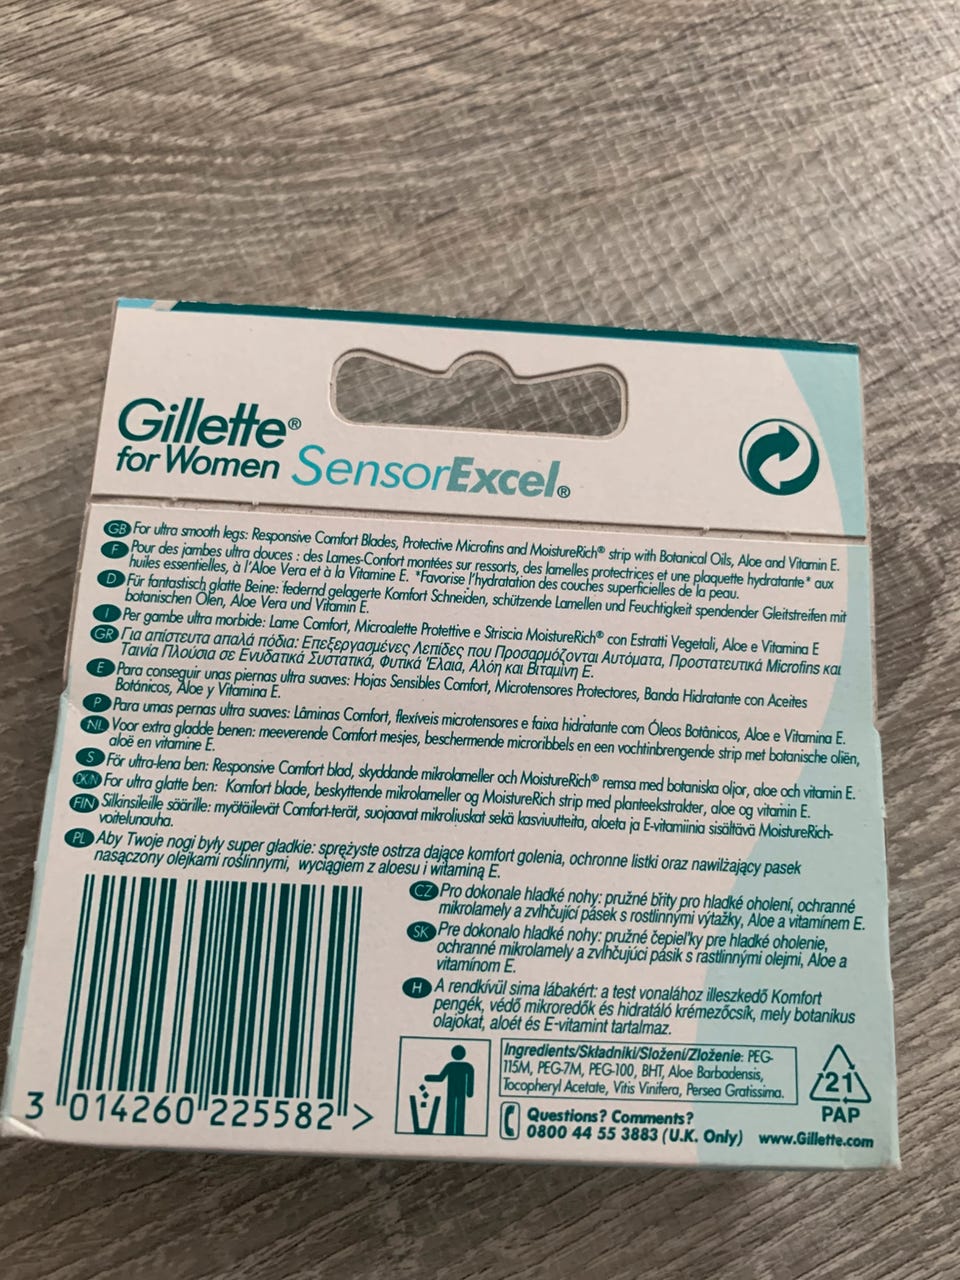 Gillette®
for Women SensorExcel®
GB For ultra smooth legs: Responsive Comfort Blades, Protective Microfins and MoistureRich® strip with Botanical Oils, Aloe and Vitamin E.
F Pour des jambes ultra douces : des Lames-Confort montées sur ressorts, des lamelles protectrices et une plaquette hydratante* aux
huiles essentielles, à l'Aloe Vera et à la Vitamine E. *Favorise l'hydratation des couches superficielles de la peau.
D Für fantastisch glatte Beine: federnd gelagerte Komfort Schneiden, schützende Lamellen und Feuchtigkeit spendender Gleitstreifen mit
botanischen Ölen, Aloe Vera und Vitamin E.
I Per gambe ultra morbide: Lame Comfort, Microalette Protettive e Striscia MoistureRich® con Estratti Vegetali, Aloe e Vitamina E
GR Για απίστευτα απαλά πόδια: Επεξεργασμένες Λεπίδες που Προσαρμόζονται Αυτόματα, Προστατευτικά Microfins και
Ταινία Πλούσια σε Ενυδατικά Συστατικά, Φυτικά Έλαια, Αλόη και Βιταμίνη Ε.
E Para conseguir unas piernas ultra suaves: Hojas Sensibles Comfort, Microtensores Protectores, Banda Hidratante con Aceites
Botánicos, Aloe y Vitamina E.
P Para umas pernas ultra suaves: Lâminas Comfort, flexíveis microtensores e faixa hidratante com Óleos Botânicos, Aloe e Vitamina E.
NL Voor extra gladde benen: meeverende Comfort mesjes, beschermende microribbels en een vochtinbrengende strip met botanische oliën,
aloë en vitamine E.
S För ultra-lena ben: Responsive Comfort blad, skyddande mikrolameller och MoistureRich® remsa med botaniska oljor, aloe och vitamin E.
DK/N For ultra glatte ben: Komfort blade, beskyttende mikrolameller og MoistureRich strip med planteekstrakter, aloe og vitamin E.
FIN Silkinsileille säärille: myötäilevät Comfort-terät, suojaavat mikroliuskat sekä kasviuutteita, aloeta ja E-vitamiinia sisältävä MoistureRich-
voitelunauha.
PL Aby Twoje nogi były super gładkie: sprężyste ostrza dające komfort golenia, ochronne listki oraz nawilżający pasek
nasączony olejkami roślinnymi, wyciągiem z aloesu i witaminą E.
CZ Pro dokonale hladké nohy: pružné břity pro hladké oholení, ochranné
mikrolamely a zvlhčující pásek s rostlinnými výtažky, Aloe a vitamínem E.
SK Pre dokonalo hladké nohy: pružné čepieľky pre hladké oholenie,
ochranné mikrolamely a zvlhčujúci pásik s rastlinnými olejmi, Aloe a
vitamínom E.
H A rendkívül sima lábakért: a test vonalához illeszkedő Komfort
pengék, védő mikroredők és hidratáló krémezőcsík, mely botanikus
olajokat, aloét és E-vitamint tartalmaz.
Ingredients/Składniki/Složení/Zloženie: PEG-
115M, PEG-7M, PEG-100, BHT, Aloe Barbadensis,
Tocopheryl Acetate, Vitis Vinifera, Persea Gratissima.
Questions? Comments?
0800 44 55 3883 (U.K. Only) www.Gillette.com
21
PAP
3 014260 225582 >